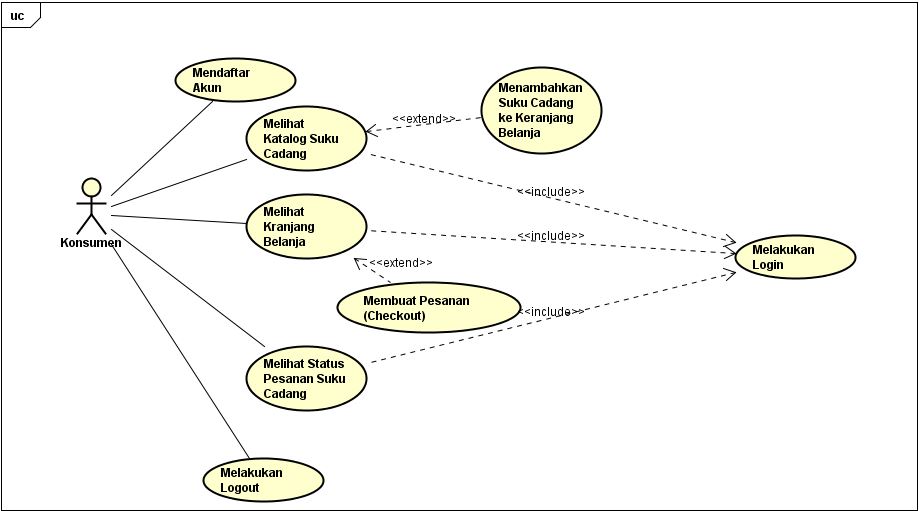 uc
Mendaftar
Akun
Melihat
Katalog Suku
Cadang
<<extend>>
Menambahkan
Suku Cadang
ke Keranjang
Belanja
<<include>>
Konsumen
Melihat
Kranjang
Belanja
<<include>>
Melakukan
Login
<<extend>>
Membuat Pesanan
(Checkout)
<<include>>
Melihat Status
Pesanan Suku
Cadang
Melakukan
Logout